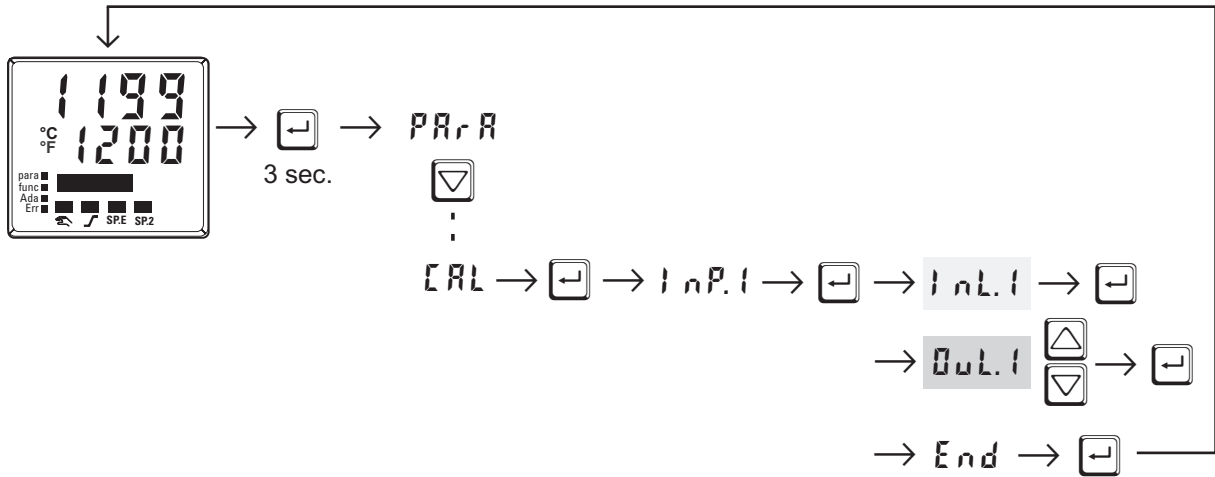 1199
°C
°F
1200
para
func
Ada
Err
SP.E SP.2
3 sec.
PArA
CAL InP.1 InL.1
OuL.1
End